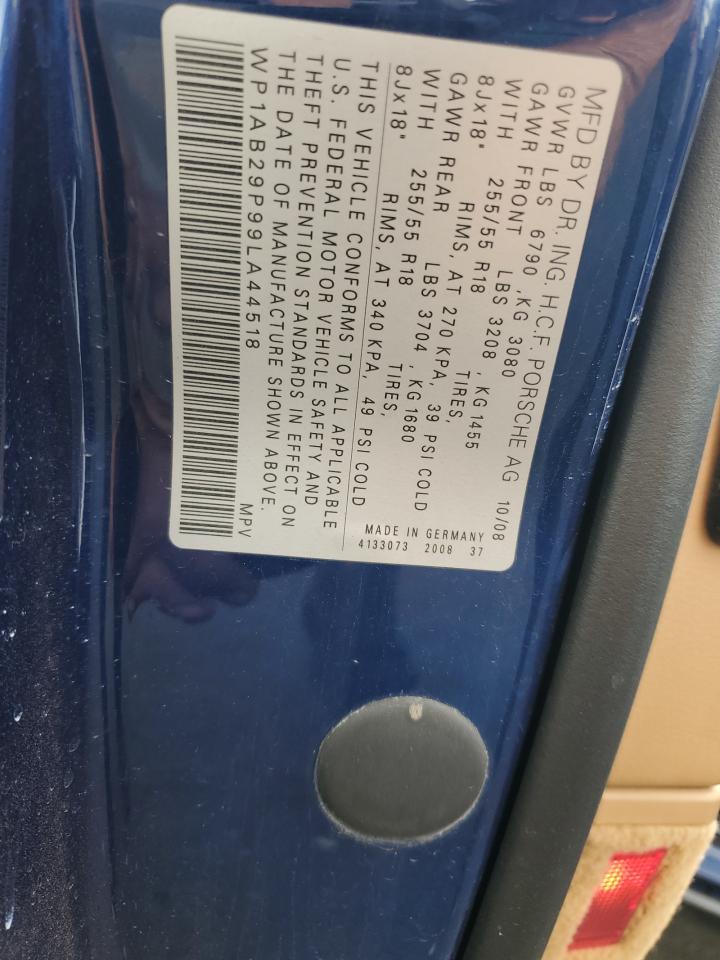 MFD BY DR. ING. H.C.F. PORSCHE AG 10/08
GVWR LBS 6790 ,KG 3080
GAWR FRONT LBS 3208 , KG 1455
WITH 255/55 R18 TIRES,
8Jx18" RIMS, AT 270 KPA, 39 PSI COLD
GAWR REAR LBS 3704 , KG 1680
WITH 255/55 R18 TIRES,
8Jx18" RIMS, AT 340 KPA, 49 PSI COLD
MADE IN GERMANY
4133073 2008 37
THIS VEHICLE CONFORMS TO ALL APPLICABLE
U.S. FEDERAL MOTOR VEHICLE SAFETY AND
THEFT PREVENTION STANDARDS IN EFFECT ON
THE DATE OF MANUFACTURE SHOWN ABOVE.
WP1AB29P99LA44518 MPV